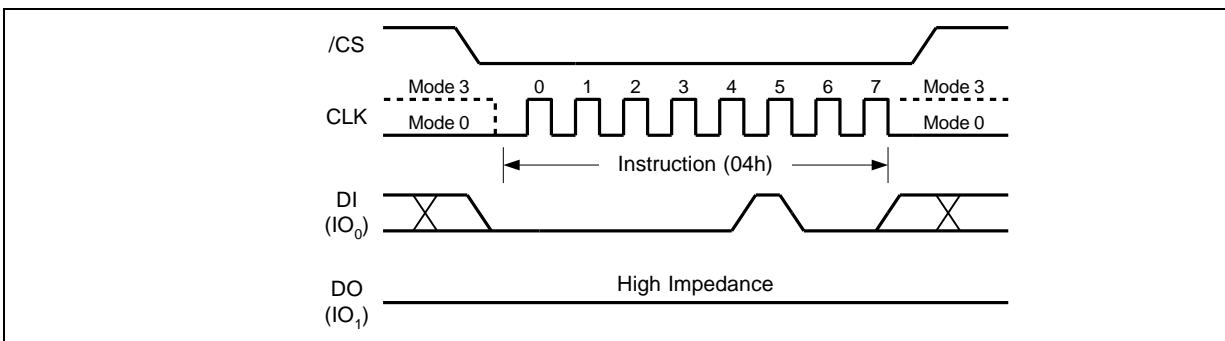 /CS
Mode 3 0 1 2 3 4 5 6 7 Mode 3
CLK
Mode 0 Mode 0
Instruction (04h)
DI
(IO0)
High Impedance
DO
(IO1)